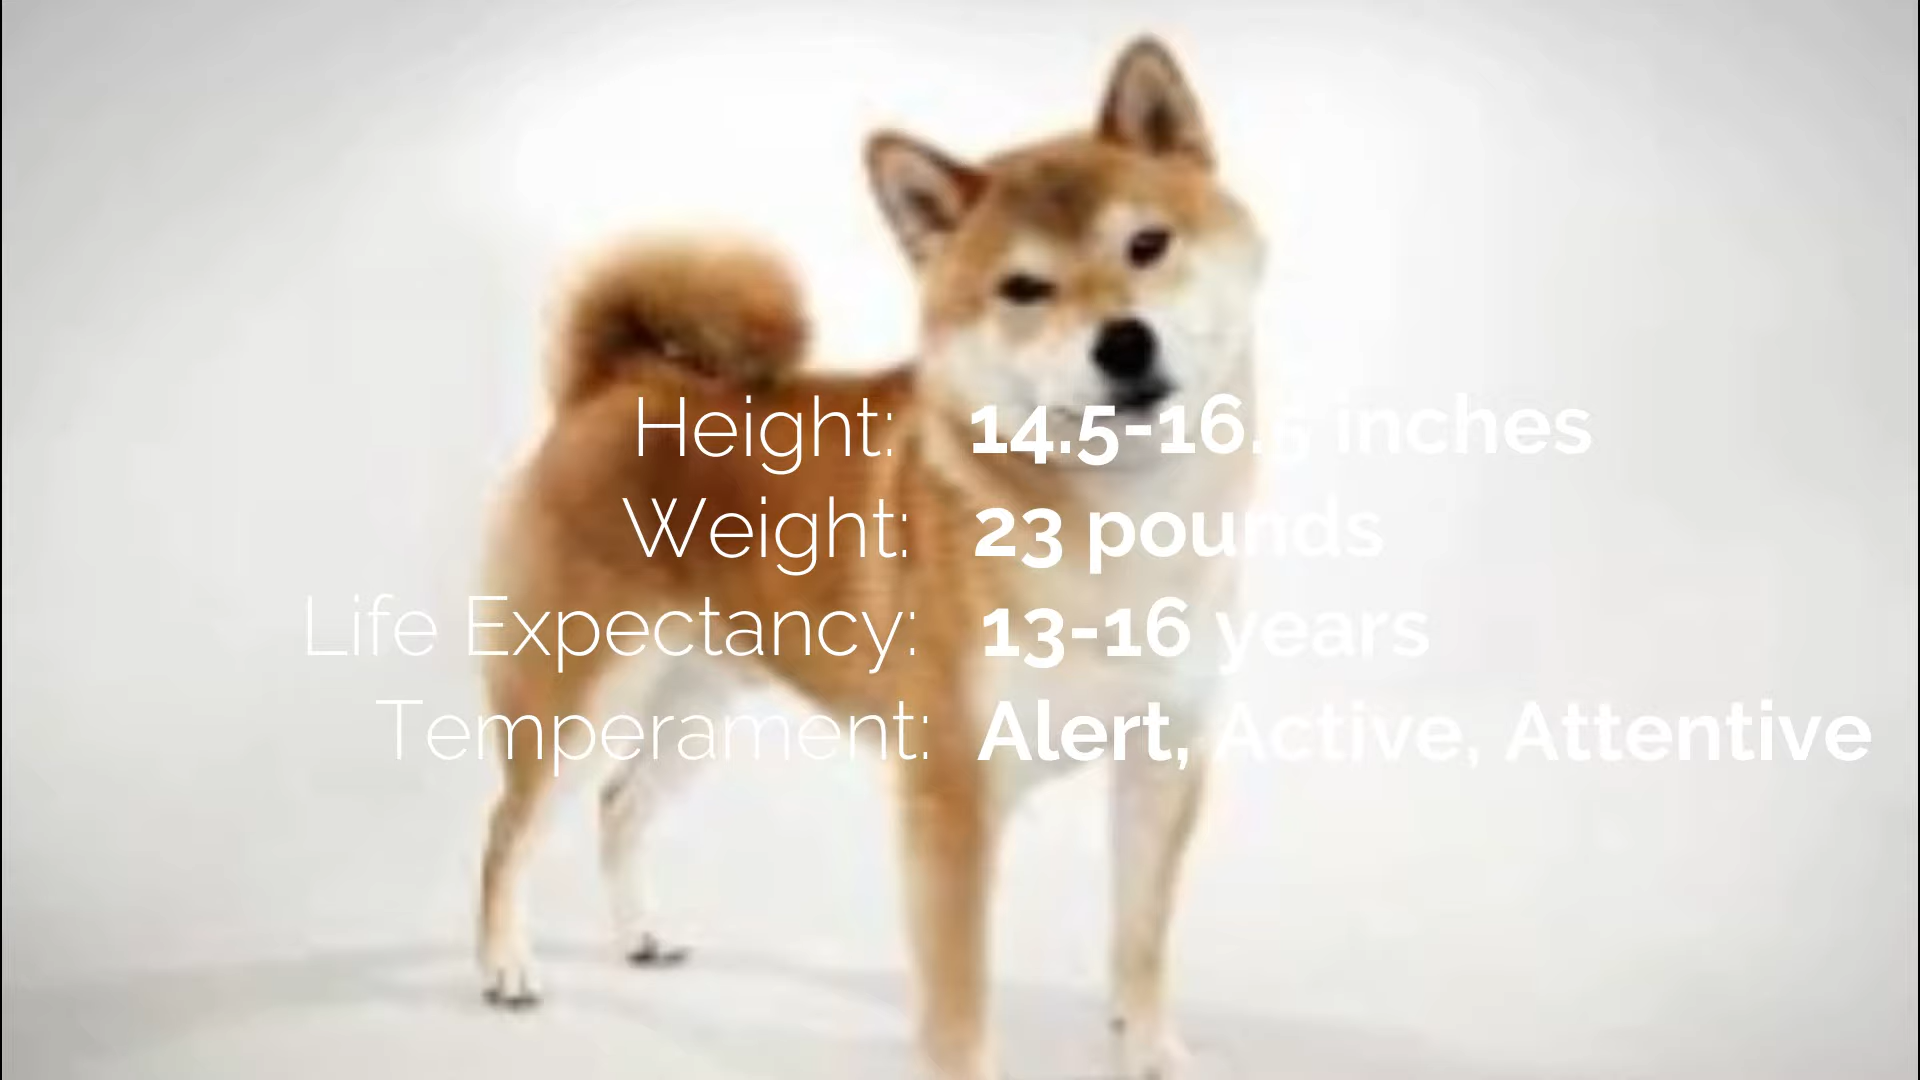 Height: 14.5-16.5 inches
Weight: 23 pounds
Life Expectancy: 13-16 years
Temperament: Alert, Active, Attentive